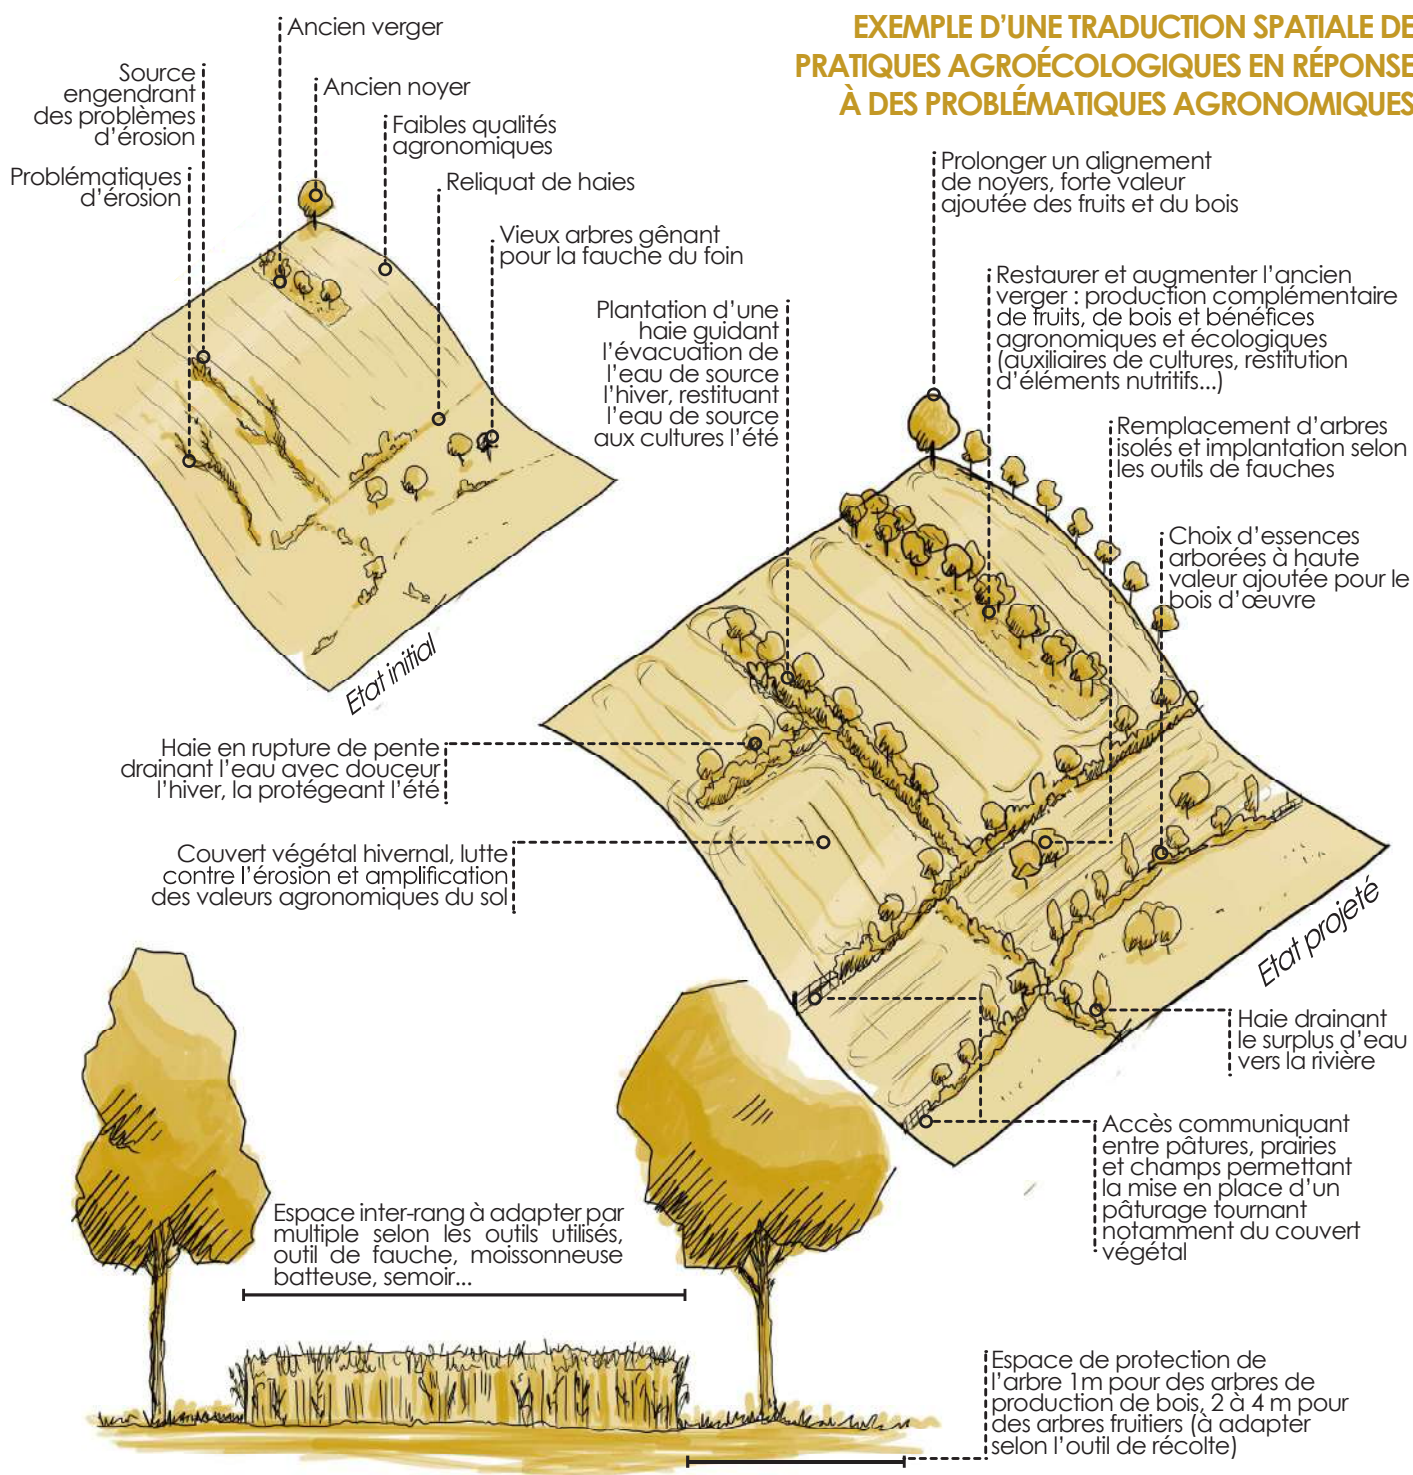 EXEMPLE D'UNE TRADUCTION SPATIALE DE
PRATIQUES AGROÉCOLOGIQUES EN RÉPONSE
À DES PROBLÉMATIQUES AGRONOMIQUES
Ancien verger
Source
engendrant
des problèmes
d'érosion
Ancien noyer
Faibles qualités
agronomiques
Problématiques
d'érosion
Reliquat de haies
Vieux arbres gênant
pour la fauche du foin
Etat initial
Prolonger un alignement
de noyers, forte valeur
ajoutée des fruits et du bois
Restaurer et augmenter l'ancien
verger : production complémentaire
de fruits, de bois et bénéfices
agronomiques et écologiques
(auxiliaires de cultures, restitution
d'éléments nutritifs...)
Plantation d'une
haie guidant
l'évacuation de
l'eau de source
l'hiver, restituant
l'eau de source
aux cultures l'été
Remplacement d'arbres
isolés et implantation selon
les outils de fauches
Choix d'essences
arborées à haute
valeur ajoutée pour le
bois d'œuvre
Haie en rupture de pente
drainant l'eau avec douceur
l'hiver, la protégeant l'été
Couvert végétal hivernal, lutte
contre l'érosion et amplification
des valeurs agronomiques du sol
Etat projeté
Haie drainant
le surplus d'eau
vers la rivière
Accès communiquant
entre pâtures, prairies
et champs permettant
la mise en place d'un
pâturage tournant
notamment du couvert
végétal
Espace inter-rang à adapter par
multiple selon les outils utilisés,
outil de fauche, moissonneuse
batteuse, semoir...
Espace de protection de
l'arbre 1m pour des arbres de
production de bois, 2 à 4 m pour
des arbres fruitiers (à adapter
selon l'outil de récolte)